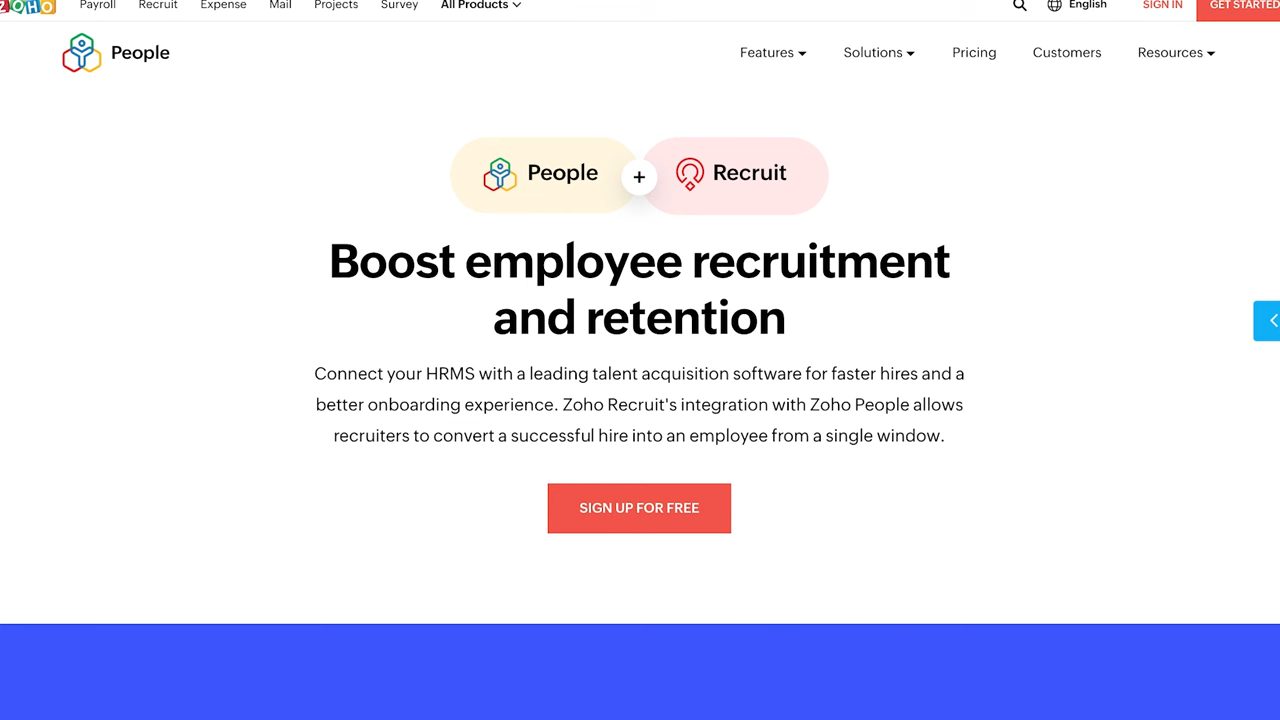 ZOHO Payroll Recruit Expense Mail Projects Survey All Products English SIGN IN GET STARTED
People Features Solutions Pricing Customers Resources
People + Recruit
Boost employee recruitment
and retention
Connect your HRMS with a leading talent acquisition software for faster hires and a
better onboarding experience. Zoho Recruit's integration with Zoho People allows
recruiters to convert a successful hire into an employee from a single window.
SIGN UP FOR FREE